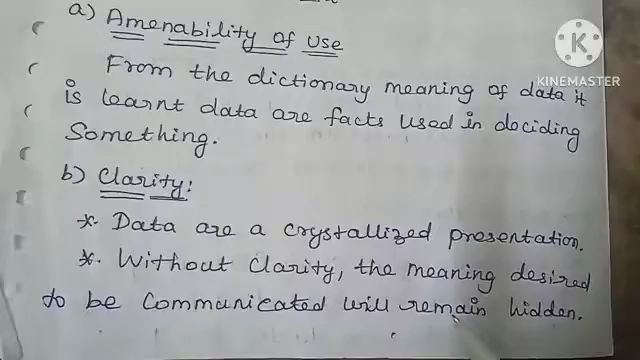 a) Amenability of use
From the dictionary meaning of data it
is learnt data are facts used in deciding
Something.
b) Clarity:
*. Data are a crystallized presentation.
*. Without clarity, the meaning desired
to be Communicated will remain hidden.
KINEMASTER